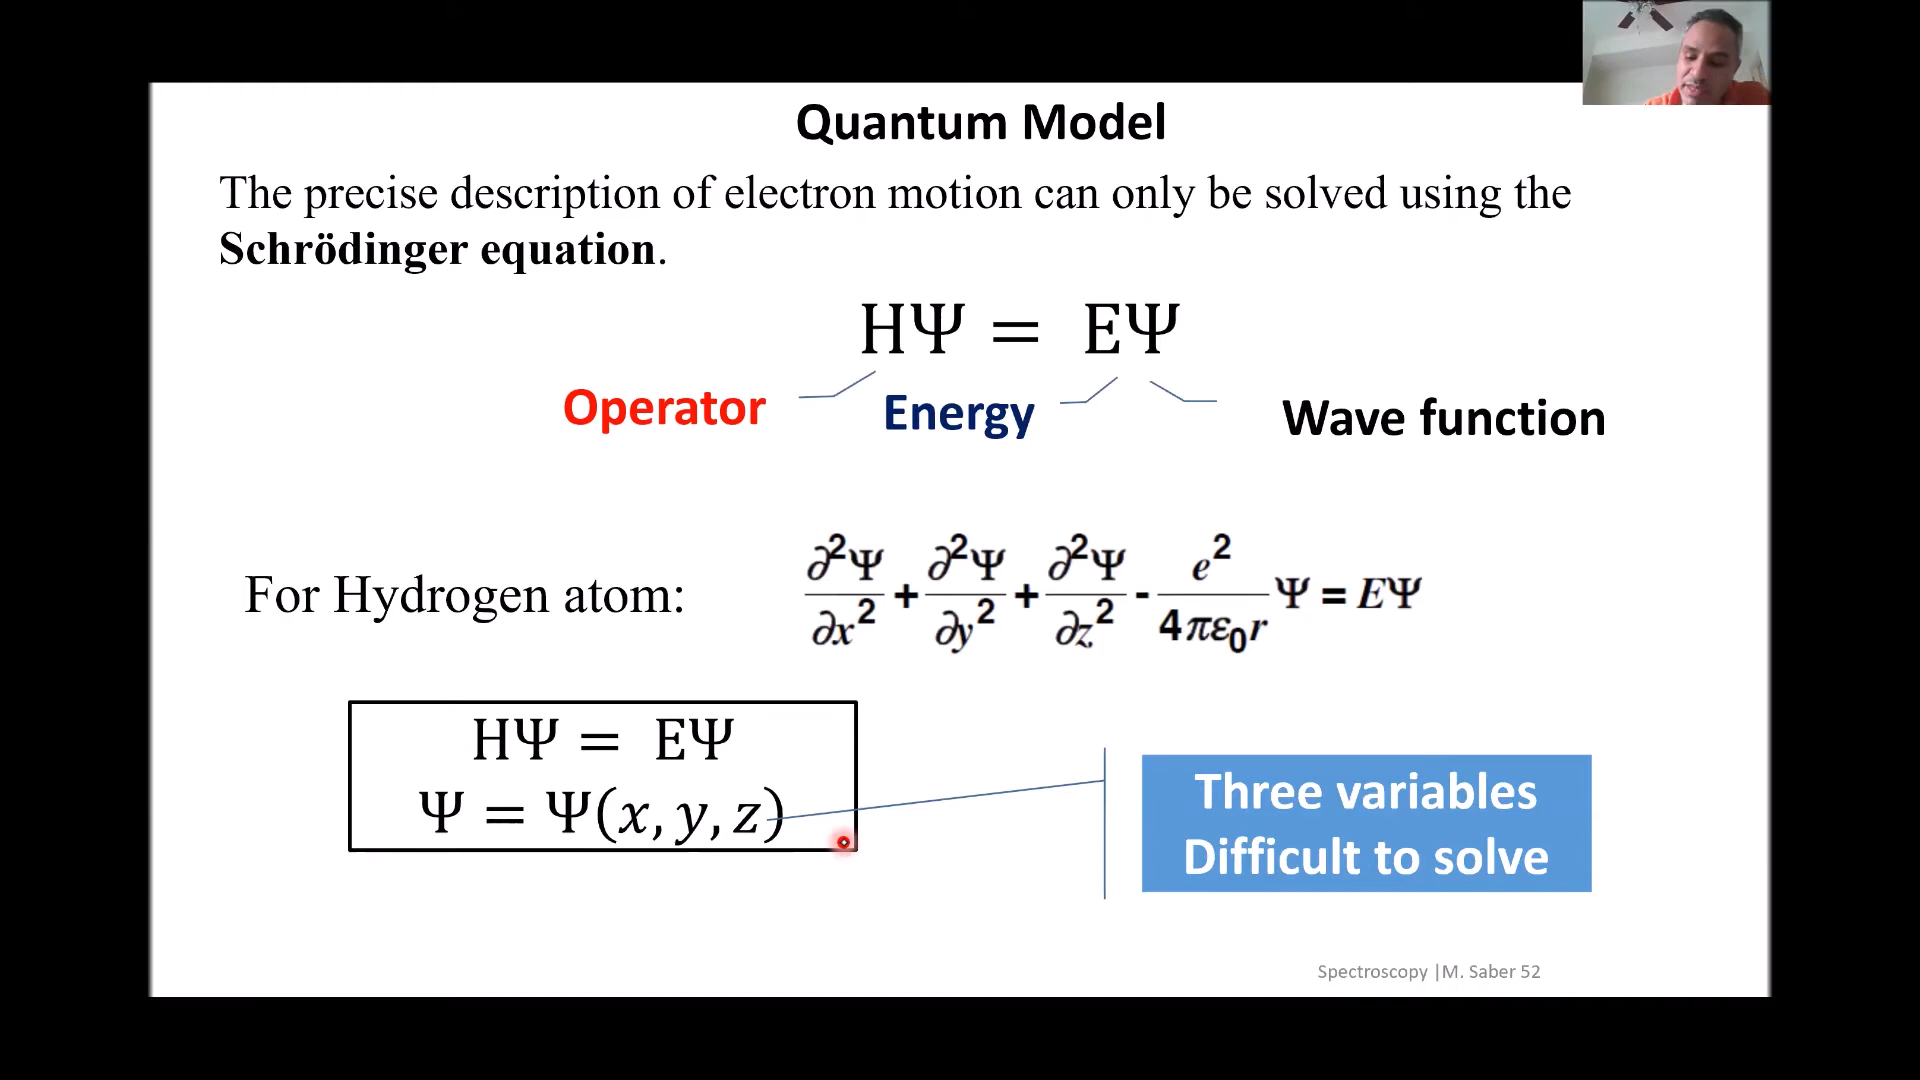 Quantum Model
The precise description of electron motion can only be solved using the
Schrödinger equation.
HΨ = EΨ
Operator Energy Wave function
For Hydrogen atom: ∂²Ψ/∂x² + ∂²Ψ/∂y² + ∂²Ψ/∂z² - e²/4πε₀r Ψ = EΨ
HΨ = EΨ
Ψ = Ψ(x, y, z)
Three variables
Difficult to solve
Spectroscopy |M. Saber 52